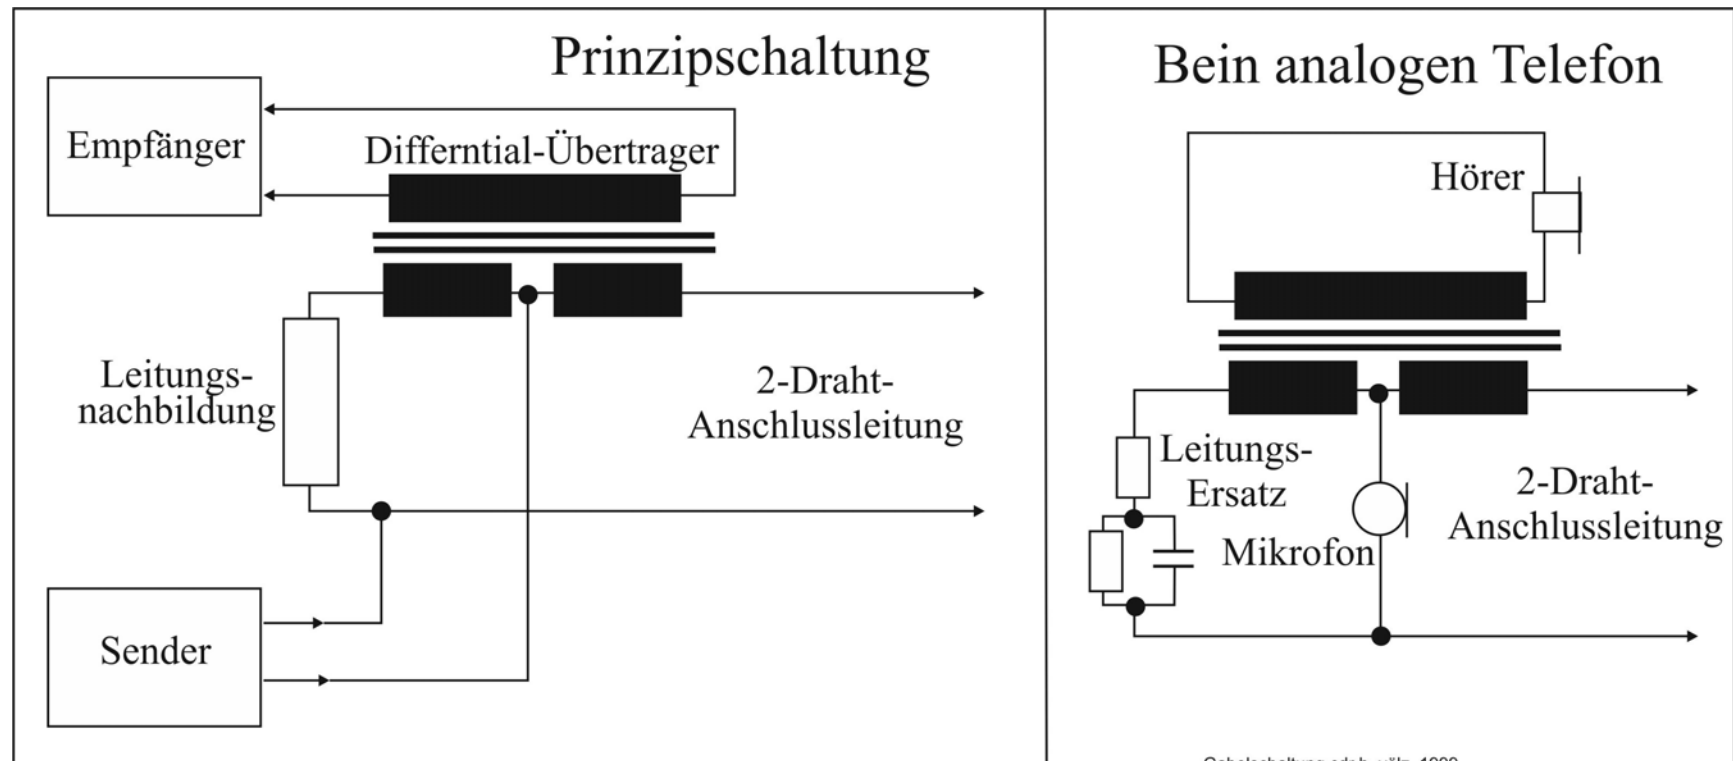 Prinzipschaltung
Empfänger
Differntial-Übertrager
Leitungs-
nachbildung
2-Draht-
Anschlussleitung
Sender
Bein analogen Telefon
Hörer
Leitungs-
Ersatz
Mikrofon
2-Draht-
Anschlussleitung